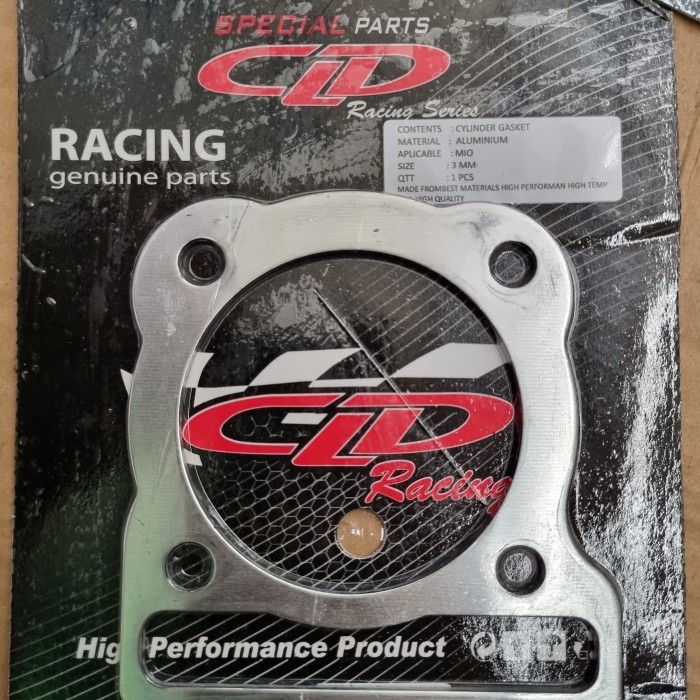 SPECIAL PARTS
CLD
Racing Series
RACING
genuine parts
CONTENTS : CYLINDER GASKET
MATERIAL : ALUMINIUM
APLICABLE : MIO
SIZE : 3 MM
QTT : 1 PCS
MADE FROMBEST MATERIALS HIGH PERFORMAN HIGH TEMP
HIGH QUALITY
CLD
Racing
Performance Product